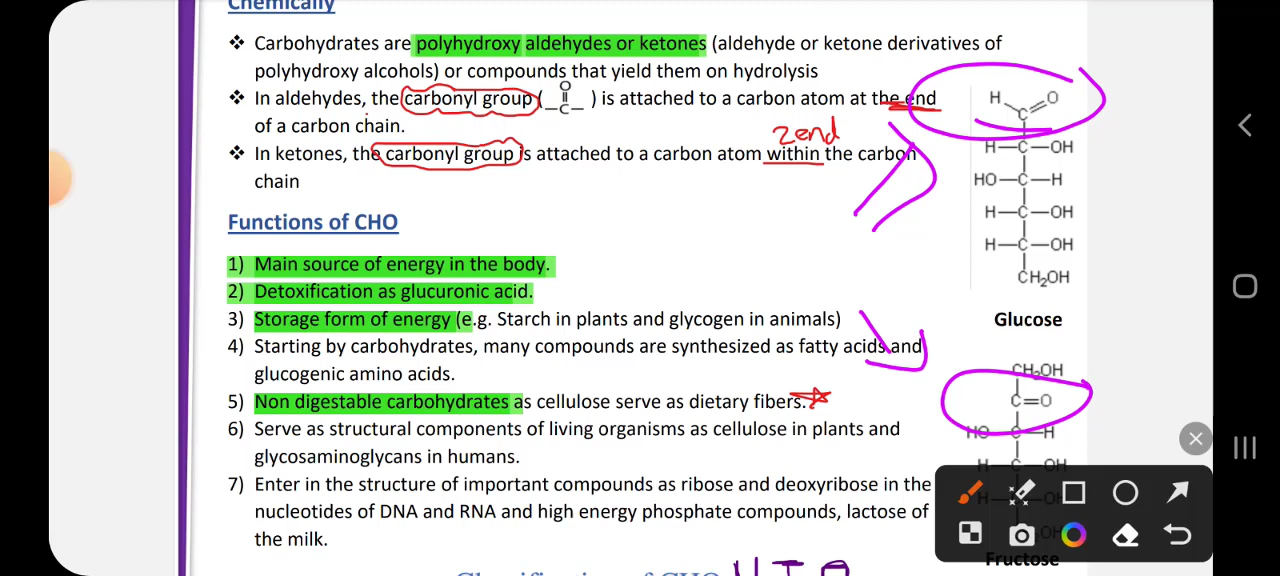 Chemically
❖ Carbohydrates are polyhydroxy aldehydes or ketones (aldehyde or ketone derivatives of
polyhydroxy alcohols) or compounds that yield them on hydrolysis
❖ In aldehydes, the carbonyl group ( O _C_ ) is attached to a carbon atom at the end
of a carbon chain.
2end
❖ In ketones, the carbonyl group is attached to a carbon atom within the carbon
chain
Functions of CHO
1) Main source of energy in the body.
2) Detoxification as glucuronic acid.
3) Storage form of energy (e.g. Starch in plants and glycogen in animals)
4) Starting by carbohydrates, many compounds are synthesized as fatty acids and
glucogenic amino acids.
5) Non digestable carbohydrates as cellulose serve as dietary fibers.
6) Serve as structural components of living organisms as cellulose in plants and
glycosaminoglycans in humans.
7) Enter in the structure of important compounds as ribose and deoxyribose in the
nucleotides of DNA and RNA and high energy phosphate compounds, lactose of
the milk.
H O
C
H—C—OH
HO—C—H
H—C—OH
H—C—OH
CH₂OH
Glucose
CH₂OH
C=O
HO—C—H
H—C—OH
H
OH
Fructose
Classification of CHO